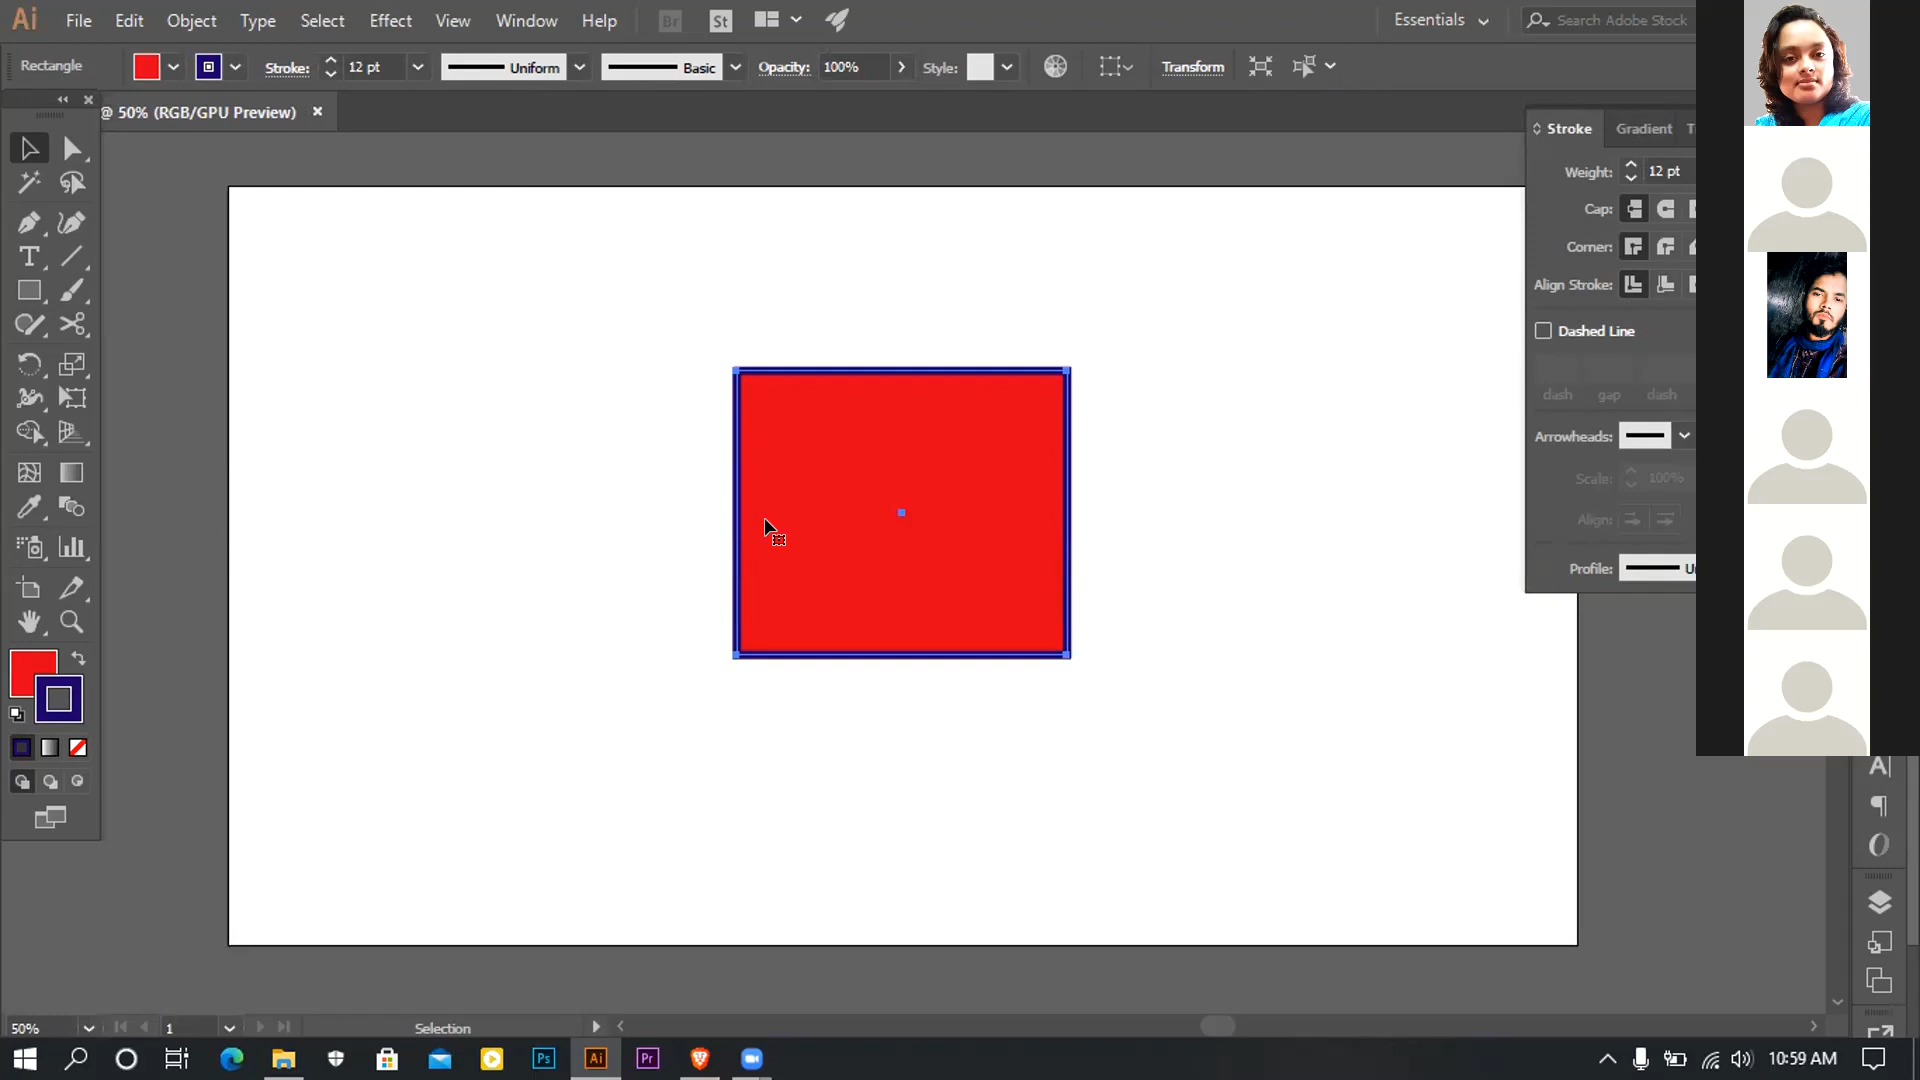 Ai File Edit Object Type Select Effect View Window Help Br St Essentials Search Adobe Stock
Rectangle Stroke: 12 pt Uniform Basic Opacity: 100% Style: Transform
@ 50% (RGB/GPU Preview)
Stroke Gradient
Weight: 12 pt
Cap:
Corner:
Align Stroke:
Dashed Line
dash gap dash
Arrowheads:
Scale: 100%
Align:
Profile:
50% 1 Selection
Ps Ai Pr 10:59 AM